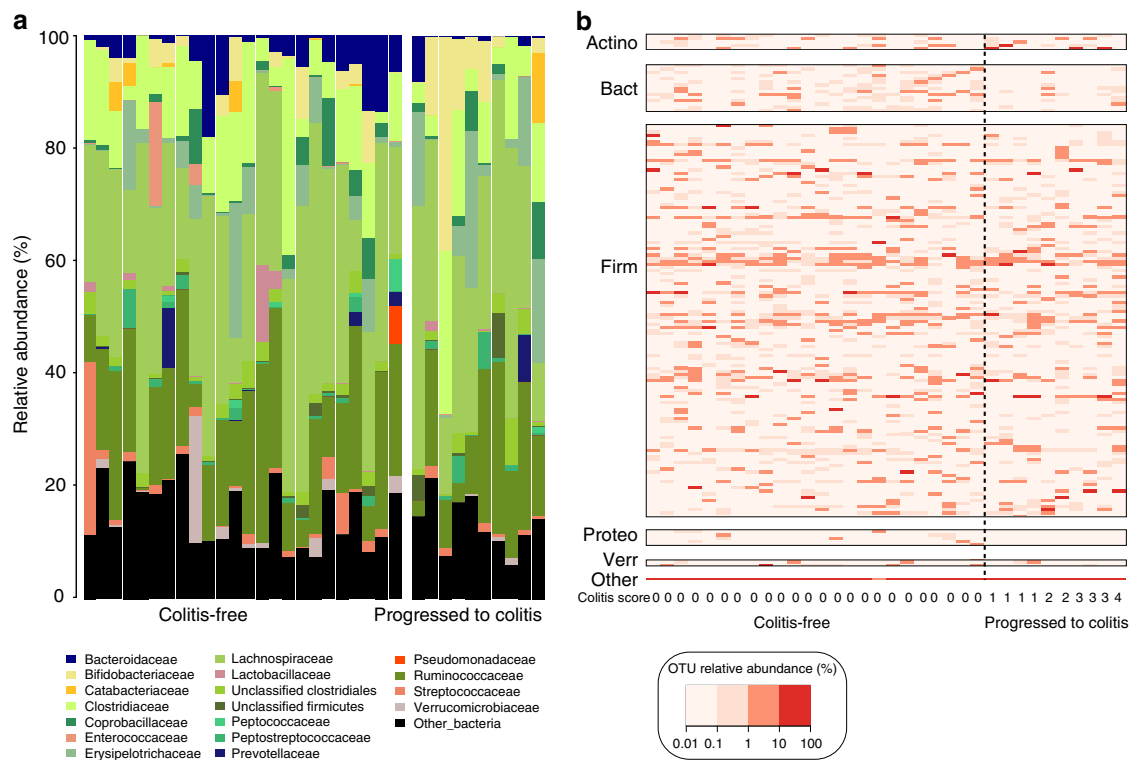 a
100
80
60
40
20
0
Relative abundance (%)
Colitis-free
Progressed to colitis
Bacteroidaceae
Bifidobacteriaceae
Catabacteriaceae
Clostridiaceae
Coprobacillaceae
Enterococcaceae
Erysipelotrichaceae
Lachnospiraceae
Lactobacillaceae
Unclassified clostridiales
Unclassified firmicutes
Peptococcaceae
Peptostreptococcaceae
Prevotellaceae
Pseudomonadaceae
Ruminococcaceae
Streptococcaceae
Verrucomicrobiaceae
Other_bacteria
b
Actino
Bact
Firm
Proteo
Verr
Other
Colitis score 0 0 0 0 0 0 0 0 0 0 0 0 0 0 0 0 0 0 0 0 0 0 0 0 1 1 1 1 2 2 3 3 3 4
Colitis-free
Progressed to colitis
OTU relative abundance (%)
0.01 0.1 1 10 100